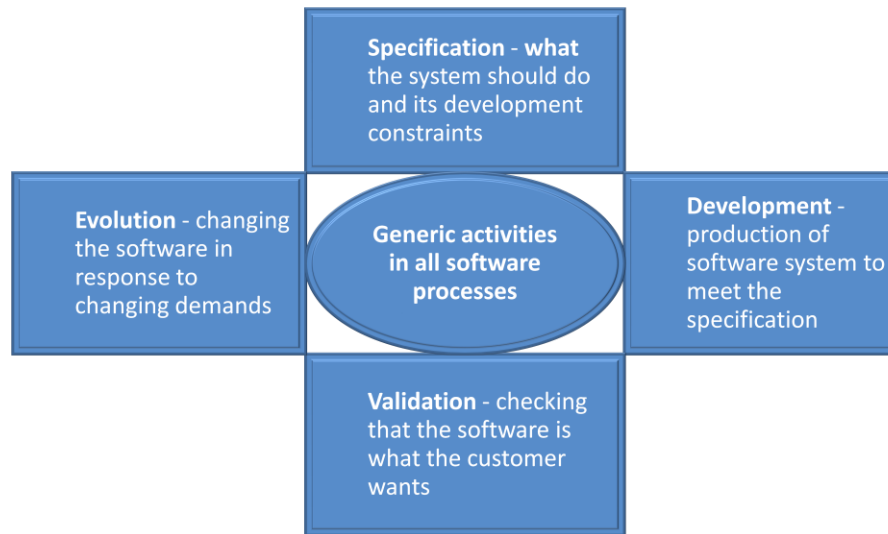 Specification - what
the system should do
and its development
constraints
Evolution - changing
the software in
response to
changing demands
Generic activities
in all software
processes
Development -
production of
software system to
meet the
specification
Validation - checking
that the software is
what the customer
wants